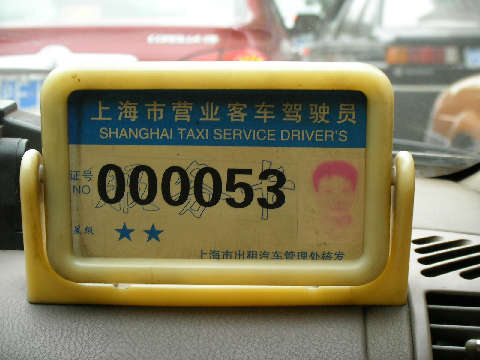 上海市营业客车驾驶员
SHANGHAI TAXI SERVICE DRIVER'S
证号
NO 000053
星级
上海市出租汽车管理处核发